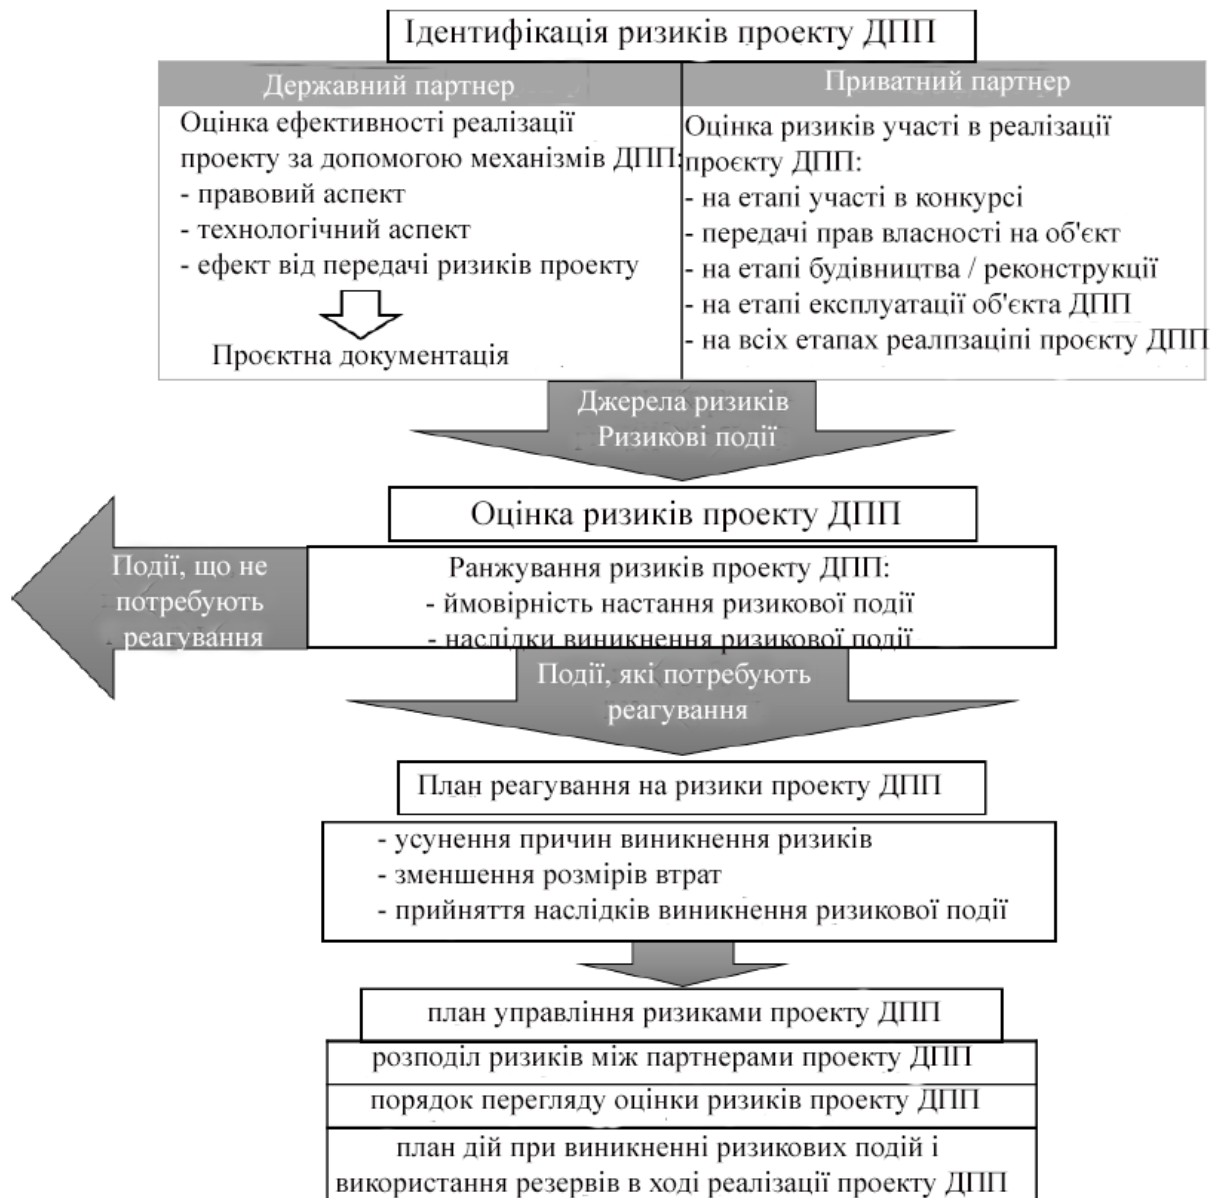 Ідентифікація ризиків проекту ДПП
Державний партнер
Оцінка ефективності реалізації
проекту за допомогою механізмів ДПП:
- правовий аспект
- технологічний аспект
- ефект від передачі ризиків проекту
Проєктна документація
Приватний партнер
Оцінка ризиків участі в реалізації
проєкту ДПП:
- на етапі участі в конкурсі
- передачі прав власності на об'єкт
- на етапі будівництва / реконструкції
- на етапі експлуатації об'єкта ДПП
- на всіх етапах реалпзаціпі проєкту ДПП
Джерела ризиків
Ризикові події
Оцінка ризиків проекту ДПП
Події, що не
потребують
реагування
Ранжування ризиків проекту ДПП:
- ймовірність настання ризикової події
- наслідки виникнення ризикової події
Події, які потребують
реагування
План реагування на ризики проекту ДПП
- усунення причин виникнення ризиків
- зменшення розмірів втрат
- прийняття наслідків виникнення ризикової події
план управління ризиками проекту ДПП
розподіл ризиків між партнерами проекту ДПП
порядок перегляду оцінки ризиків проекту ДПП
план дій при виникненні ризикових подій і
використання резервів в ході реалізації проекту ДПП